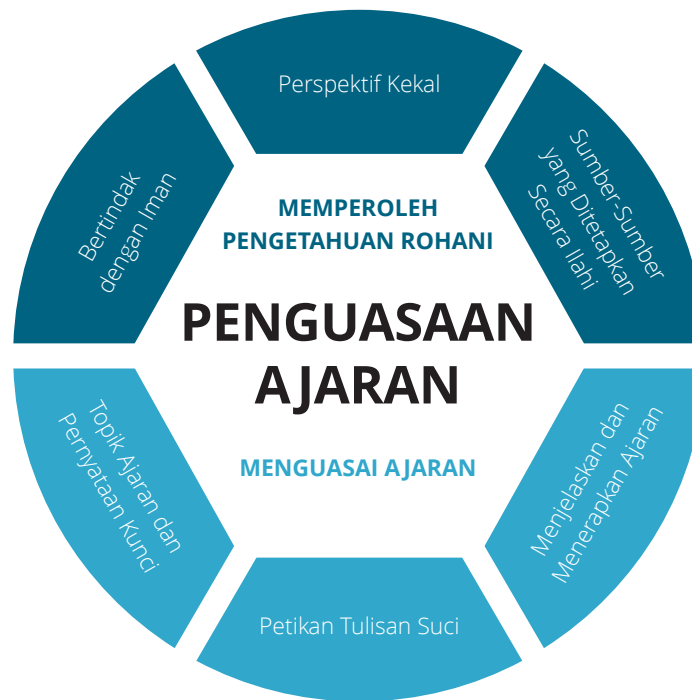 Perspektif Kekal
Bertindak
dengan Iman
Sumber-Sumber
yang Ditetapkan
Secara Ilahi
MEMPEROLEH
PENGETAHUAN ROHANI
PENGUASAAN
AJARAN
MENGUASAI AJARAN
Topik Ajaran dan
Pernyataan Kunci
Menjelaskan dan
Menerapkan Ajaran
Petikan Tulisan Suci